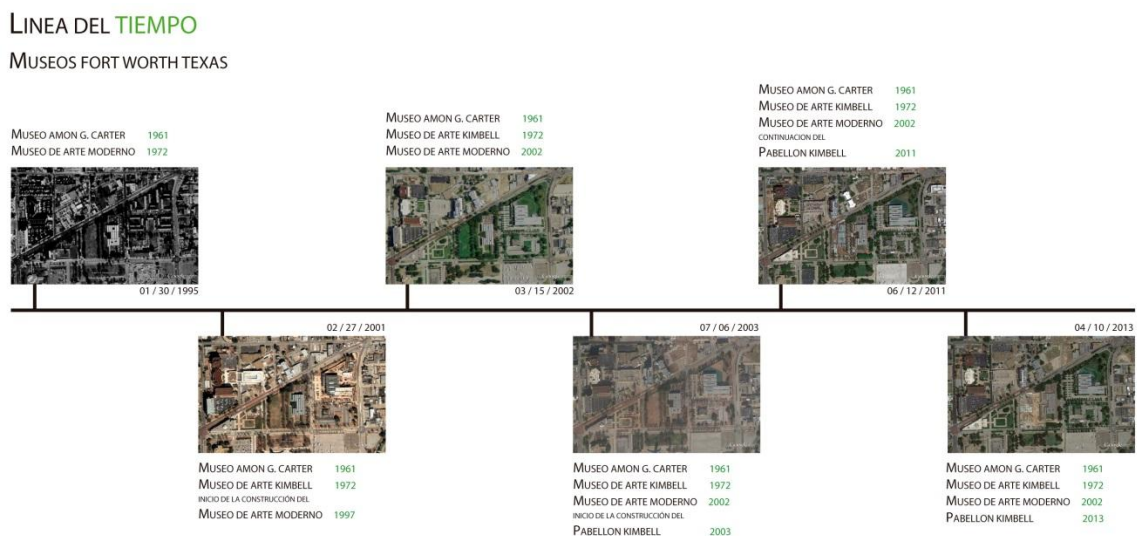 LINEA DEL TIEMPO
MUSEOS FORT WORTH TEXAS
MUSEO AMON G. CARTER 1961
MUSEO DE ARTE MODERNO 1972
01 / 30 / 1995
02 / 27 / 2001
MUSEO AMON G. CARTER 1961
MUSEO DE ARTE KIMBELL 1972
INICIO DE LA CONSTRUCCIÓN DEL
MUSEO DE ARTE MODERNO 1997
MUSEO AMON G. CARTER 1961
MUSEO DE ARTE KIMBELL 1972
MUSEO DE ARTE MODERNO 2002
03 / 15 / 2002
07 / 06 / 2003
MUSEO AMON G. CARTER 1961
MUSEO DE ARTE KIMBELL 1972
MUSEO DE ARTE MODERNO 2002
INICIO DE LA CONSTRUCCIÓN DEL
PABELLON KIMBELL 2003
MUSEO AMON G. CARTER 1961
MUSEO DE ARTE KIMBELL 1972
MUSEO DE ARTE MODERNO 2002
CONTINUACION DEL
PABELLON KIMBELL 2011
06 / 12 / 2011
04 / 10 / 2013
MUSEO AMON G. CARTER 1961
MUSEO DE ARTE KIMBELL 1972
MUSEO DE ARTE MODERNO 2002
PABELLON KIMBELL 2013